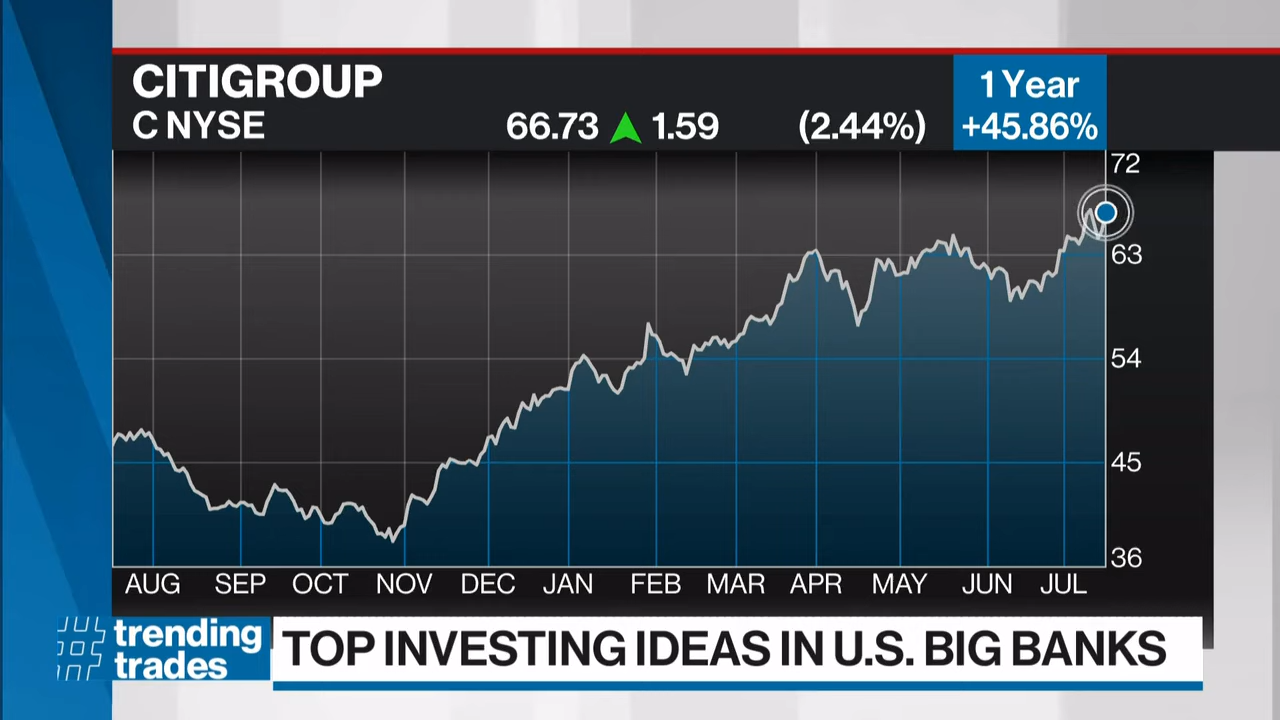 CITIGROUP
C NYSE
66.73 ▲ 1.59 (2.44%)
1 Year
+45.86%
72
63
54
45
36
AUG SEP OCT NOV DEC JAN FEB MAR APR MAY JUN JUL
trending
trades
TOP INVESTING IDEAS IN U.S. BIG BANKS